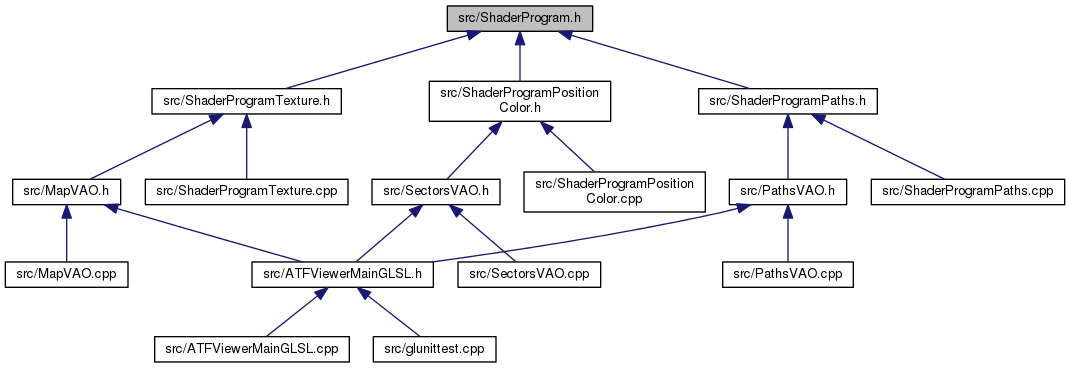 src/ShaderProgram.h
src/ShaderProgramTexture.h
src/ShaderProgramPosition
Color.h
src/ShaderProgramPaths.h
src/MapVAO.h
src/ShaderProgramTexture.cpp
src/SectorsVAO.h
src/ShaderProgramPosition
Color.cpp
src/PathsVAO.h
src/ShaderProgramPaths.cpp
src/MapVAO.cpp
src/ATFViewerMainGLSL.h
src/SectorsVAO.cpp
src/PathsVAO.cpp
src/ATFViewerMainGLSL.cpp
src/glunittest.cpp